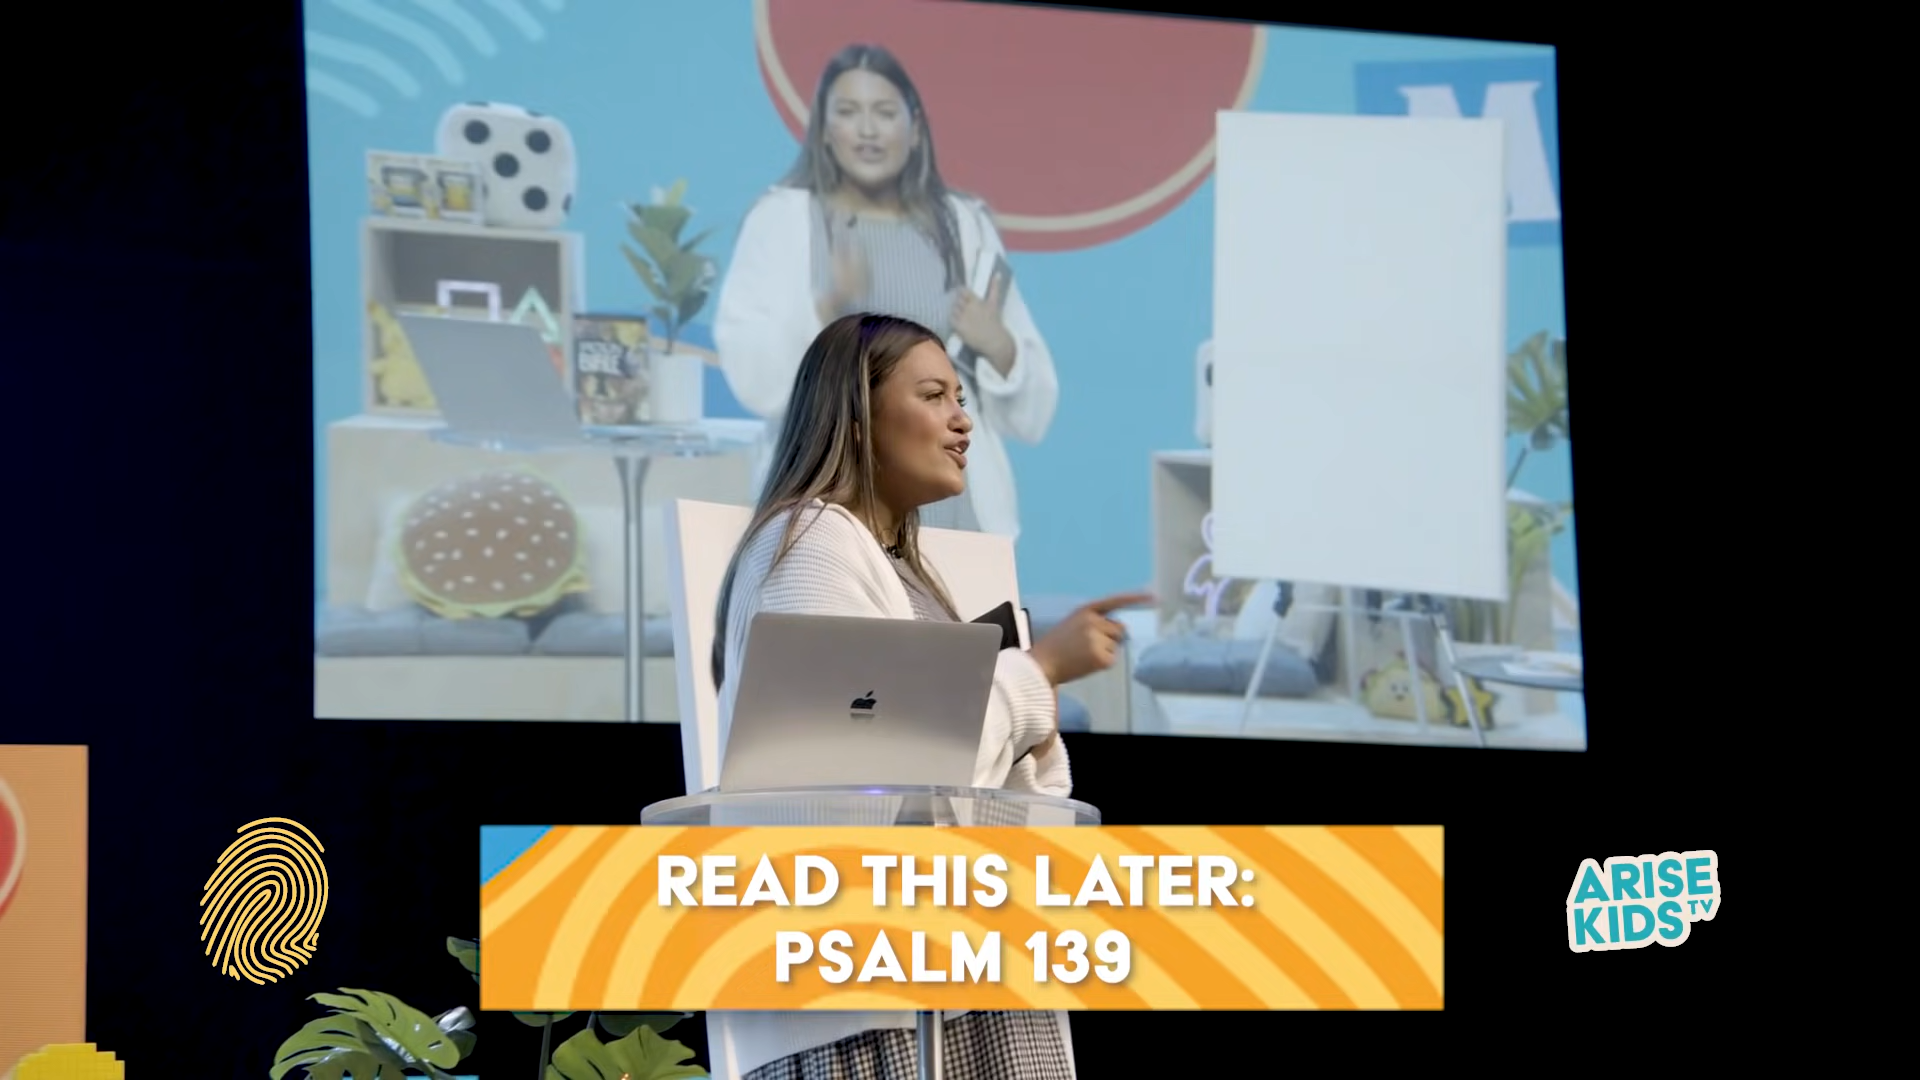 M
READ THIS LATER:
PSALM 139
ARISE
KIDS TV